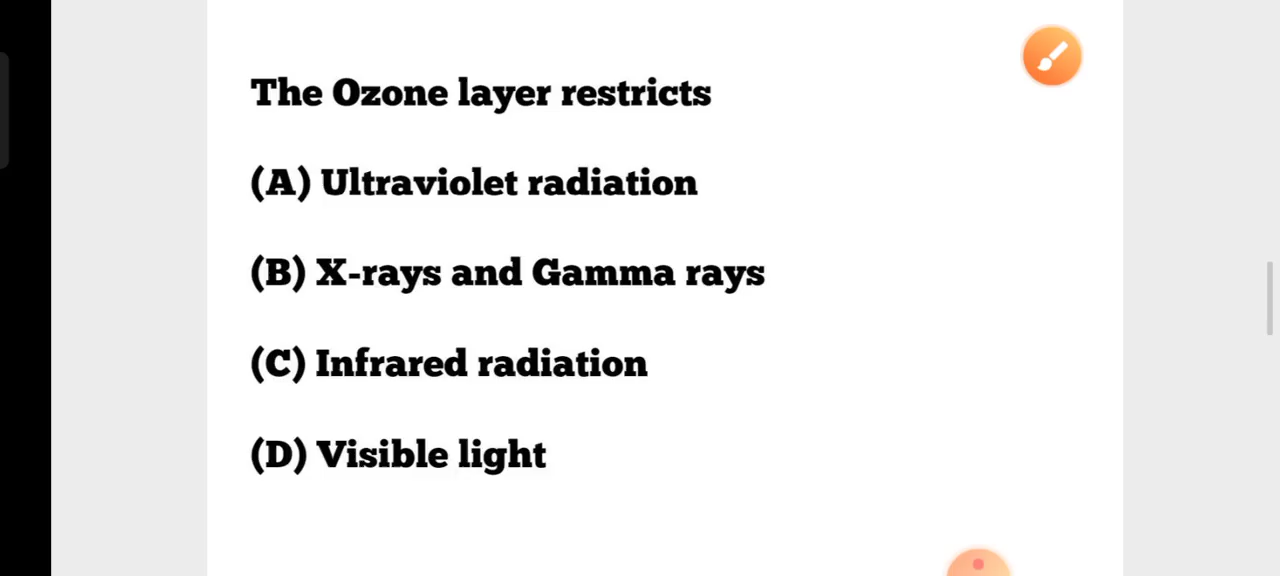 The Ozone layer restricts
(A) Ultraviolet radiation
(B) X-rays and Gamma rays
(C) Infrared radiation
(D) Visible light